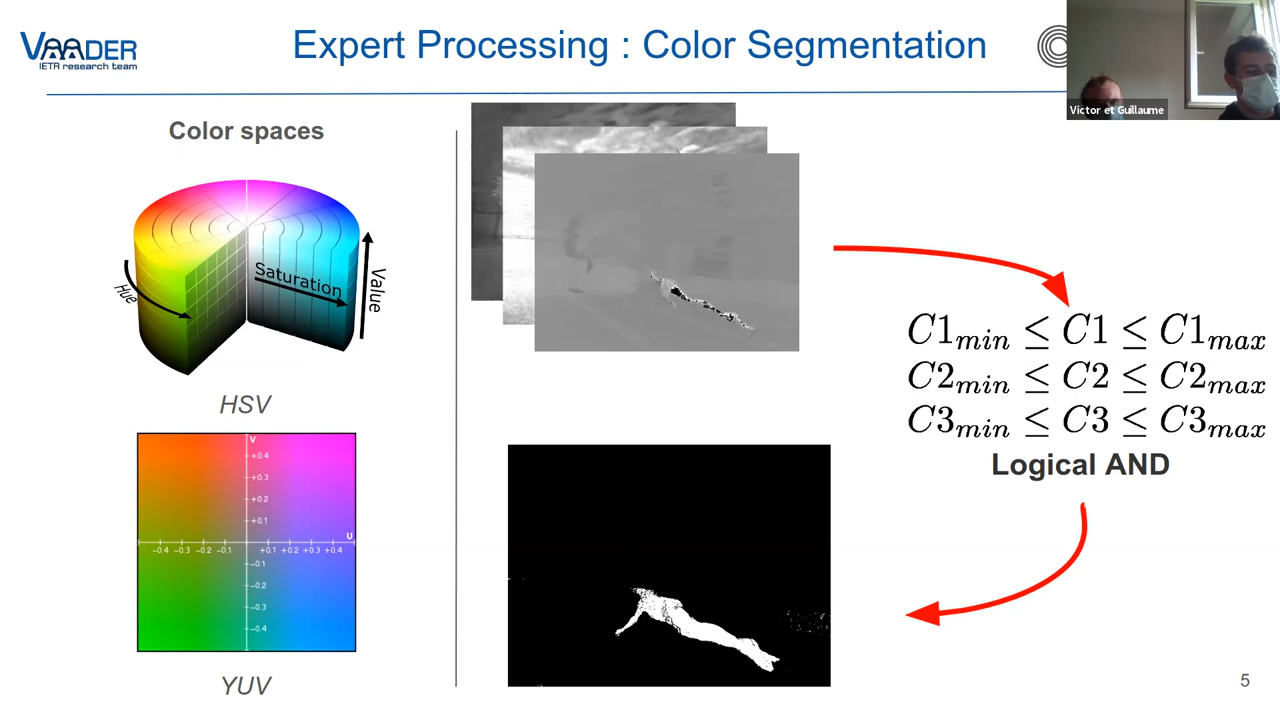 VAADER
IETR research team
Expert Processing : Color Segmentation
Victor et Guillaume
Color spaces
Hue
Saturation
Value
HSV
V
+0.4
+0.3
+0.2
+0.1
U
-0.4 -0.3 -0.2 -0.1 +0.1 +0.2 +0.3 +0.4
-0.1
-0.2
-0.3
-0.4
YUV
C1min ≤ C1 ≤ C1max
C2min ≤ C2 ≤ C2max
C3min ≤ C3 ≤ C3max
Logical AND
5